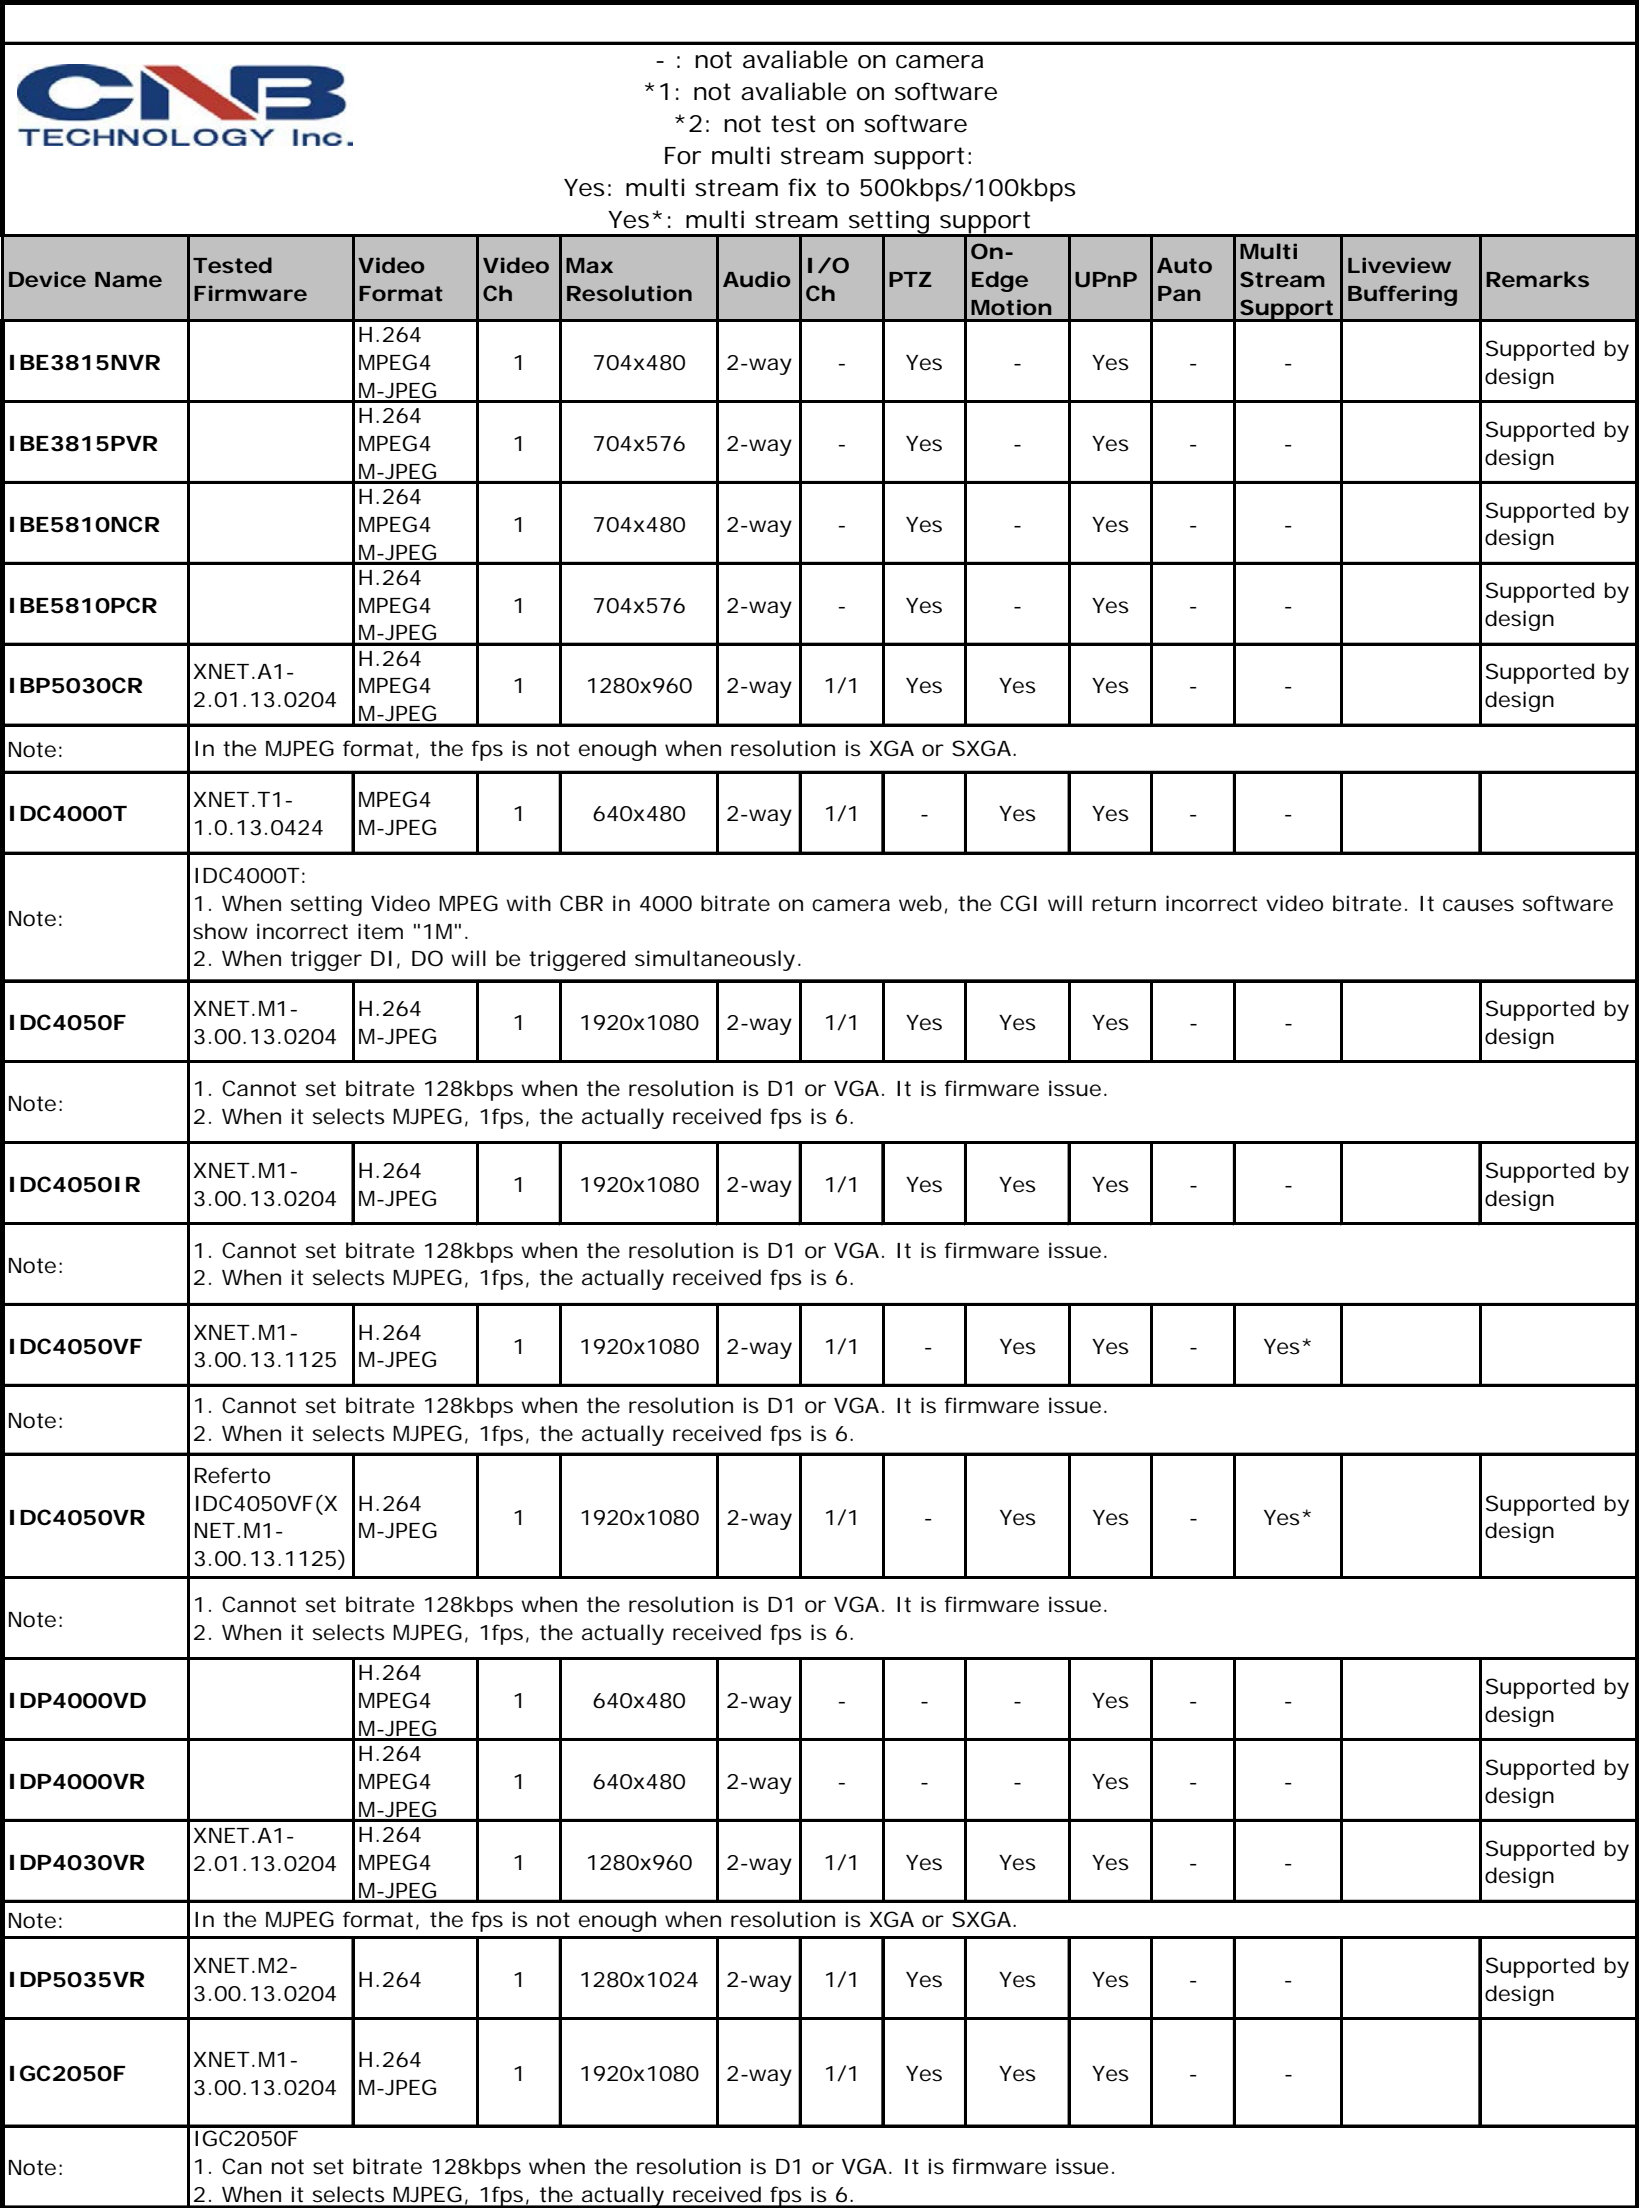 CNB
TECHNOLOGY Inc.
- : not avaliable on camera
*1: not avaliable on software
*2: not test on software
For multi stream support:
Yes: multi stream fix to 500kbps/100kbps
Yes*: multi stream setting support
Device Name Tested Firmware Video Format Video Ch Max Resolution Audio I/O Ch PTZ On-Edge Motion UPnP Auto Pan Multi Stream Support Liveview Buffering Remarks
IBE3815NVR H.264 MPEG4 M-JPEG 1 704x480 2-way - Yes - Yes - - Supported by design
IBE3815PVR H.264 MPEG4 M-JPEG 1 704x576 2-way - Yes - Yes - - Supported by design
IBE5810NCR H.264 MPEG4 M-JPEG 1 704x480 2-way - Yes - Yes - - Supported by design
IBE5810PCR H.264 MPEG4 M-JPEG 1 704x576 2-way - Yes - Yes - - Supported by design
IBP5030CR XNET.A1-2.01.13.0204 H.264 MPEG4 M-JPEG 1 1280x960 2-way 1/1 Yes Yes Yes - - Supported by design
Note: In the MJPEG format, the fps is not enough when resolution is XGA or SXGA.
IDC4000T XNET.T1-1.0.13.0424 MPEG4 M-JPEG 1 640x480 2-way 1/1 - Yes Yes - -
Note: IDC4000T:
1. When setting Video MPEG with CBR in 4000 bitrate on camera web, the CGI will return incorrect video bitrate. It causes software
show incorrect item "1M".
2. When trigger DI, DO will be triggered simultaneously.
IDC4050F XNET.M1-3.00.13.0204 H.264 M-JPEG 1 1920x1080 2-way 1/1 Yes Yes Yes - - Supported by design
Note: 1. Cannot set bitrate 128kbps when the resolution is D1 or VGA. It is firmware issue.
2. When it selects MJPEG, 1fps, the actually received fps is 6.
IDC4050IR XNET.M1-3.00.13.0204 H.264 M-JPEG 1 1920x1080 2-way 1/1 Yes Yes Yes - - Supported by design
Note: 1. Cannot set bitrate 128kbps when the resolution is D1 or VGA. It is firmware issue.
2. When it selects MJPEG, 1fps, the actually received fps is 6.
IDC4050VF XNET.M1-3.00.13.1125 H.264 M-JPEG 1 1920x1080 2-way 1/1 - Yes Yes - Yes*
Note: 1. Cannot set bitrate 128kbps when the resolution is D1 or VGA. It is firmware issue.
2. When it selects MJPEG, 1fps, the actually received fps is 6.
IDC4050VR Referto IDC4050VF(XNET.M1-3.00.13.1125) H.264 M-JPEG 1 1920x1080 2-way 1/1 - Yes Yes - Yes* Supported by design
Note: 1. Cannot set bitrate 128kbps when the resolution is D1 or VGA. It is firmware issue.
2. When it selects MJPEG, 1fps, the actually received fps is 6.
IDP4000VD H.264 MPEG4 M-JPEG 1 640x480 2-way - - - Yes - - Supported by design
IDP4000VR H.264 MPEG4 M-JPEG 1 640x480 2-way - - - Yes - - Supported by design
IDP4030VR XNET.A1-2.01.13.0204 H.264 MPEG4 M-JPEG 1 1280x960 2-way 1/1 Yes Yes Yes - - Supported by design
Note: In the MJPEG format, the fps is not enough when resolution is XGA or SXGA.
IDP5035VR XNET.M2-3.00.13.0204 H.264 1 1280x1024 2-way 1/1 Yes Yes Yes - - Supported by design
IGC2050F XNET.M1-3.00.13.0204 H.264 M-JPEG 1 1920x1080 2-way 1/1 Yes Yes Yes - -
Note: IGC2050F
1. Can not set bitrate 128kbps when the resolution is D1 or VGA. It is firmware issue.
2. When it selects MJPEG, 1fps, the actually received fps is 6.